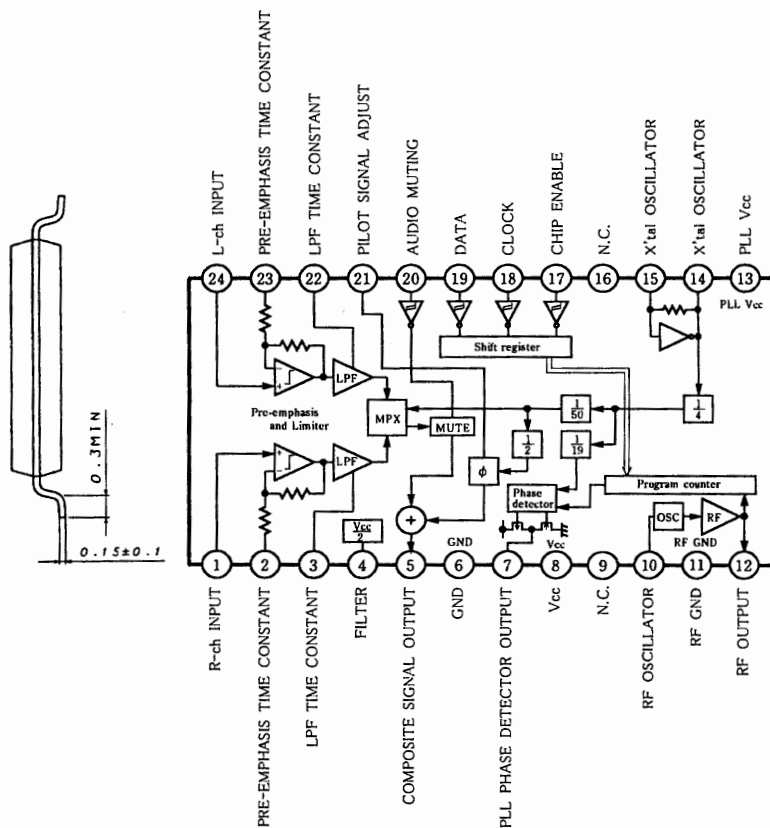 L-ch INPUT
PRE-EMPHASIS TIME CONSTANT
LPF TIME CONSTANT
PILOT SIGNAL ADJUST
AUDIO MUTING
DATA
CLOCK
CHIP ENABLE
N.C.
X'tal OSCILLATOR
X'tal OSCILLATOR
PLL Vcc
24
23
22
21
20
19
18
17
16
15
14
13
PLL Vcc
Shift register
LPF
Pre-emphasis
and Limiter
MPX
MUTE
1/50
1/4
1/2
1/19
LPF
ϕ
Phase
detector
Program counter
OSC
RF
+
Vcc/2
GND
Vcc
RF GND
1
2
3
4
5
6
7
8
9
10
11
12
R-ch INPUT
PRE-EMPHASIS TIME CONSTANT
LPF TIME CONSTANT
FILTER
COMPOSITE SIGNAL OUTPUT
GND
PLL PHASE DETECTOR OUTPUT
Vcc
N.C.
RF OSCILLATOR
RF GND
RF OUTPUT
0.3MIN
0.15±0.1